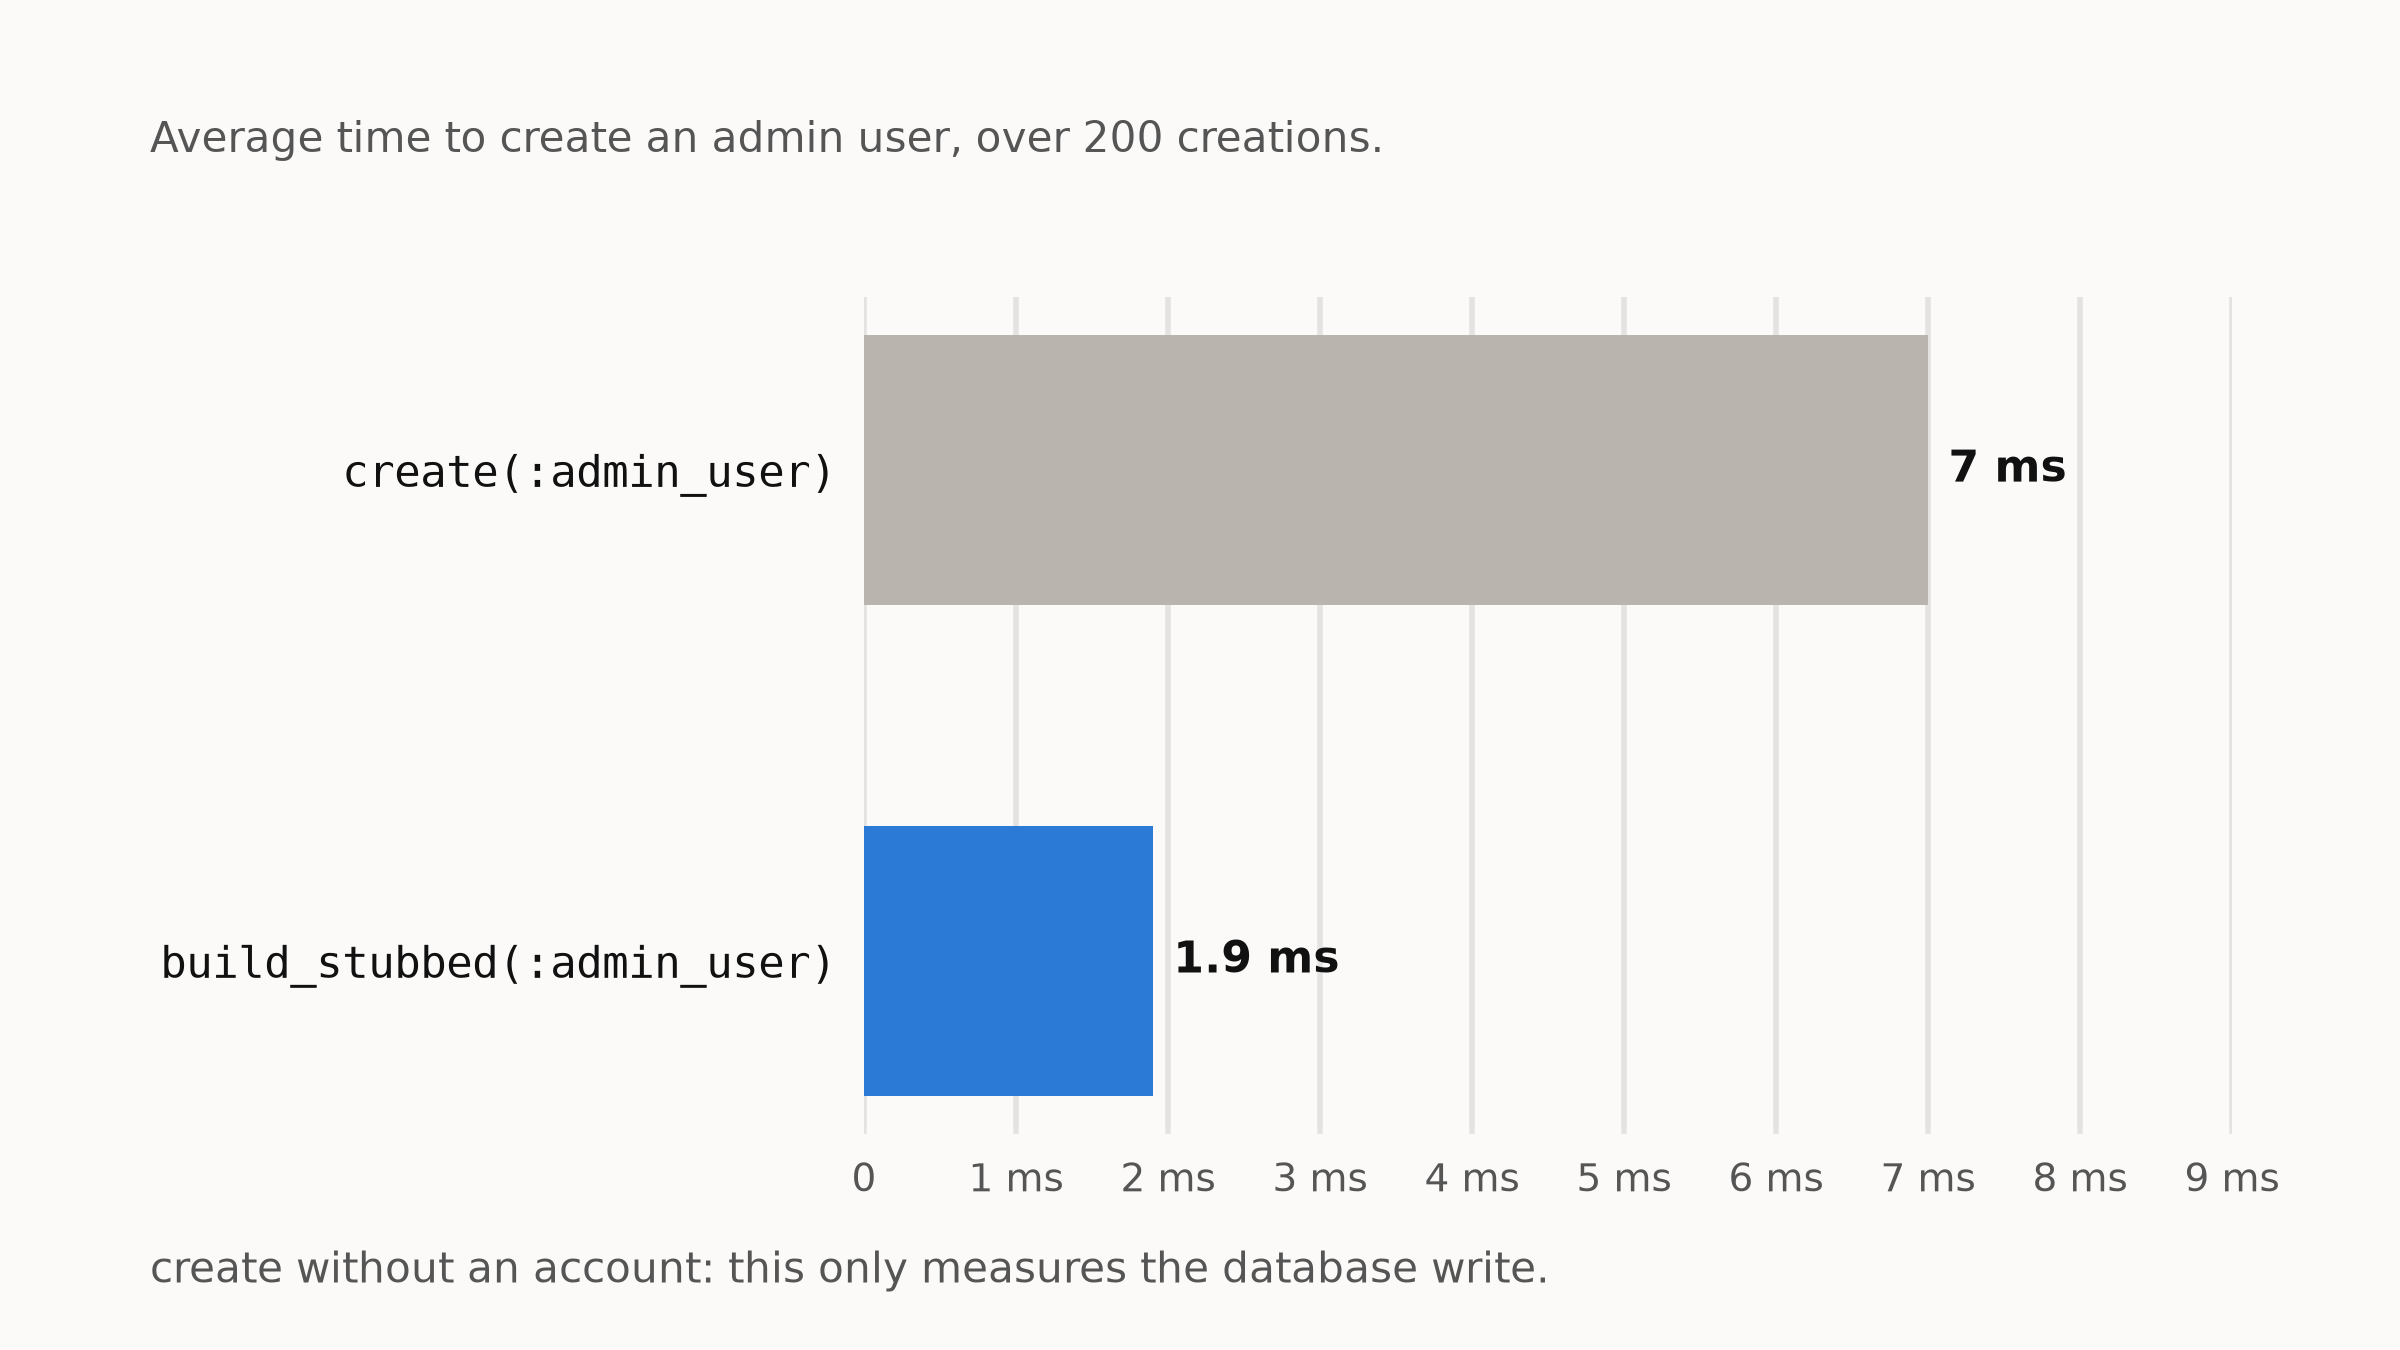 Average time to create an admin user, over 200 creations.
create(:admin_user)
7 ms
build_stubbed(:admin_user)
1.9 ms
0 1 ms 2 ms 3 ms 4 ms 5 ms 6 ms 7 ms 8 ms 9 ms
create without an account: this only measures the database write.